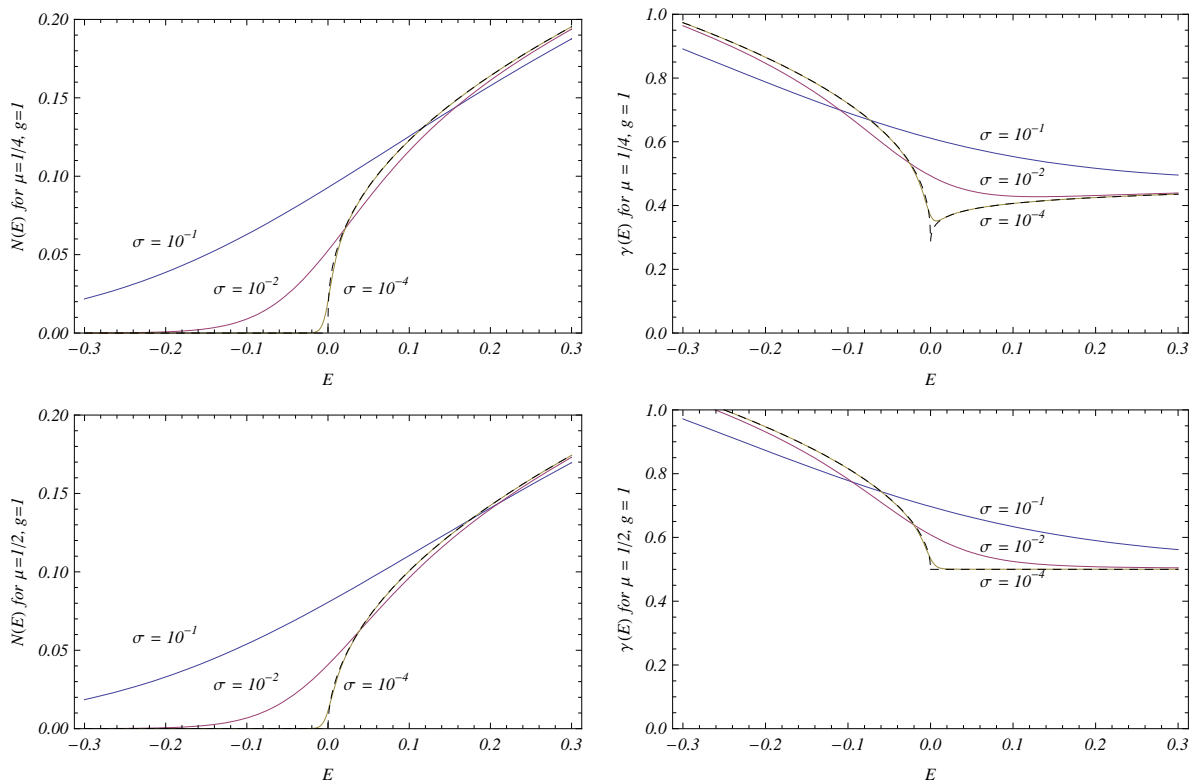 0.20
0.15
0.10
0.05
0.00
N(E) for μ=1/4, g=1
σ = 10⁻¹
σ = 10⁻²
σ = 10⁻⁴
−0.3 −0.2 −0.1 0.0 0.1 0.2 0.3
E
1.0
0.8
0.6
0.4
0.2
0.0
γ(E) for μ = 1/4, g = 1
σ = 10⁻¹
σ = 10⁻²
σ = 10⁻⁴
−0.3 −0.2 −0.1 0.0 0.1 0.2 0.3
E
0.20
0.15
0.10
0.05
0.00
N(E) for μ=1/2, g=1
σ = 10⁻¹
σ = 10⁻²
σ = 10⁻⁴
−0.3 −0.2 −0.1 0.0 0.1 0.2 0.3
E
1.0
0.8
0.6
0.4
0.2
0.0
γ(E) for μ = 1/2, g = 1
σ = 10⁻¹
σ = 10⁻²
σ = 10⁻⁴
−0.3 −0.2 −0.1 0.0 0.1 0.2 0.3
E